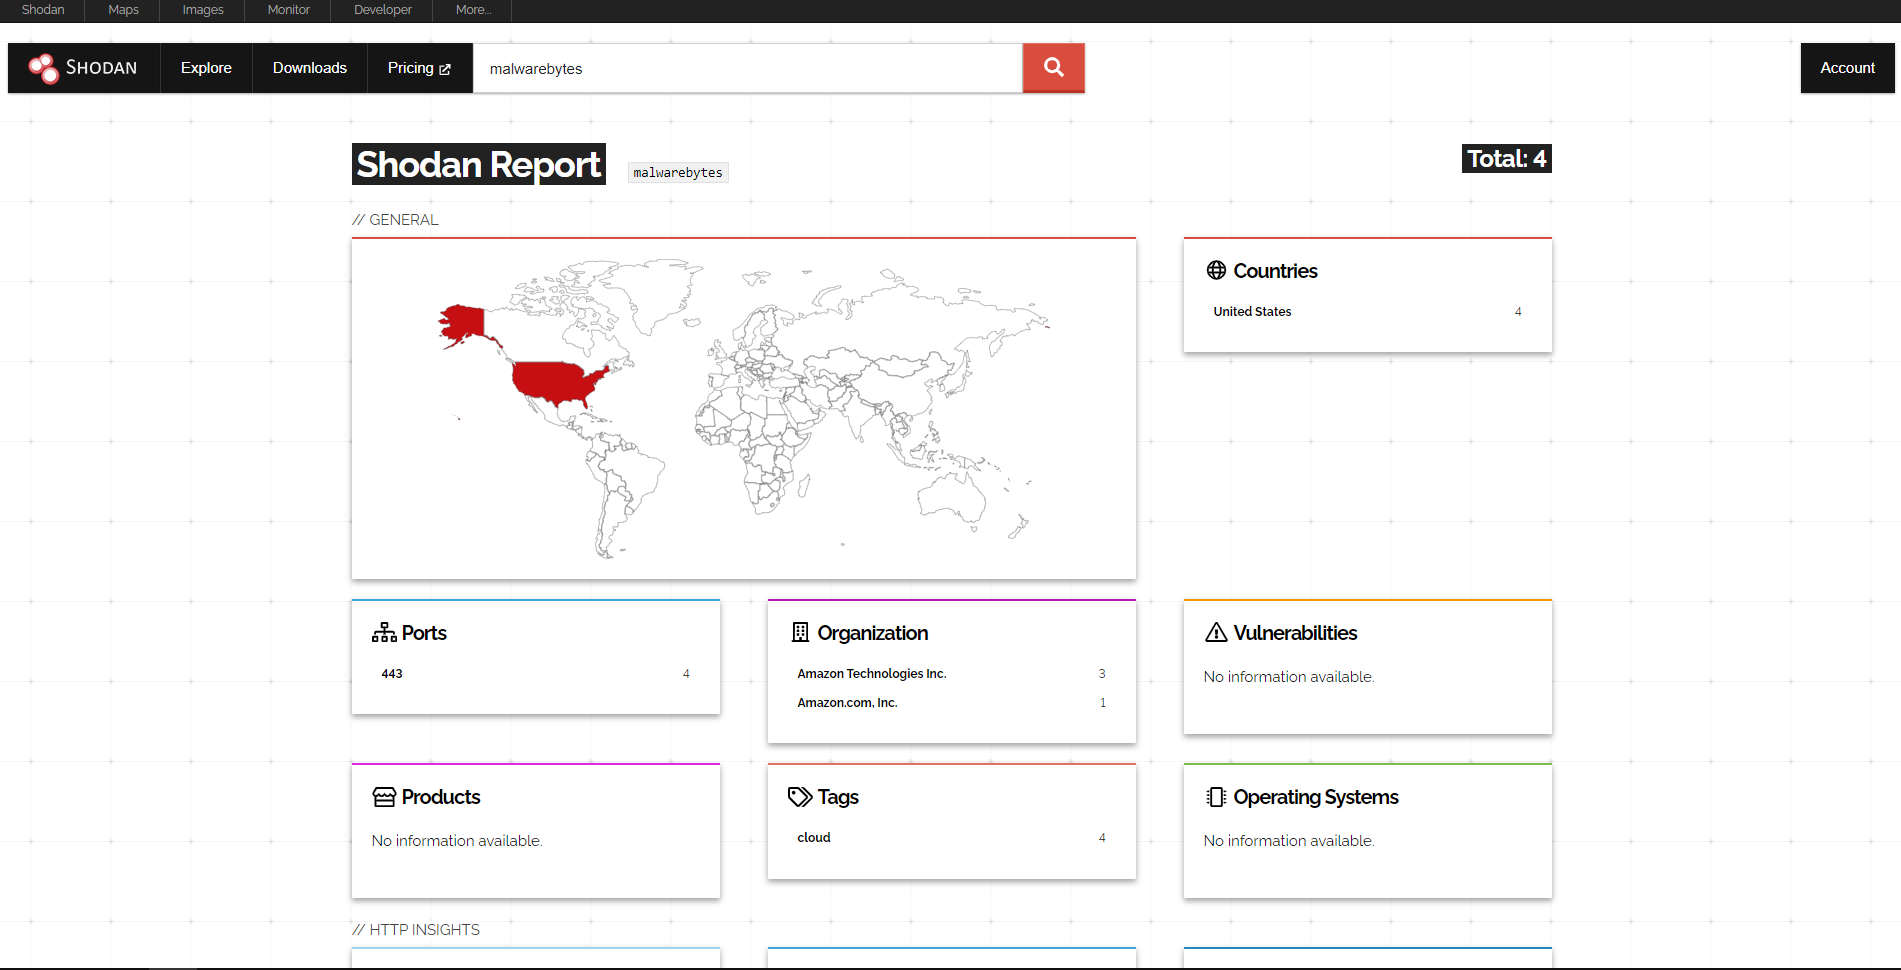 Shodan Maps Images Monitor Developer More...
SHODAN Explore Downloads Pricing malwarebytes Account
Shodan Report malwarebytes Total: 4
// GENERAL
Countries
United States 4
Ports
443 4
Organization
Amazon Technologies Inc. 3
Amazon.com, Inc. 1
Vulnerabilities
No information available.
Products
No information available.
Tags
cloud 4
Operating Systems
No information available.
// HTTP INSIGHTS